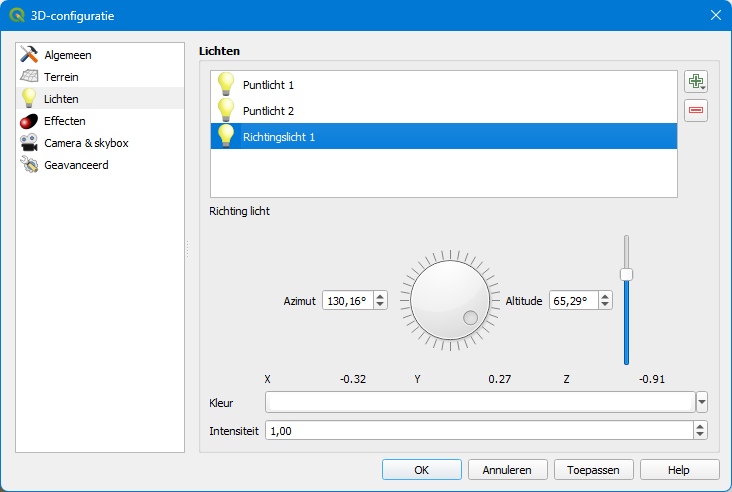 3D-configuratie
Algemeen
Terrein
Lichten
Effecten
Camera & skybox
Geavanceerd
Lichten
Puntlicht 1
Puntlicht 2
Richtingslicht 1
Richting licht
Azimut 130,16° Altitude 65,29°
X -0.32 Y 0.27 Z -0.91
Kleur
Intensiteit 1,00
OK Annuleren Toepassen Help